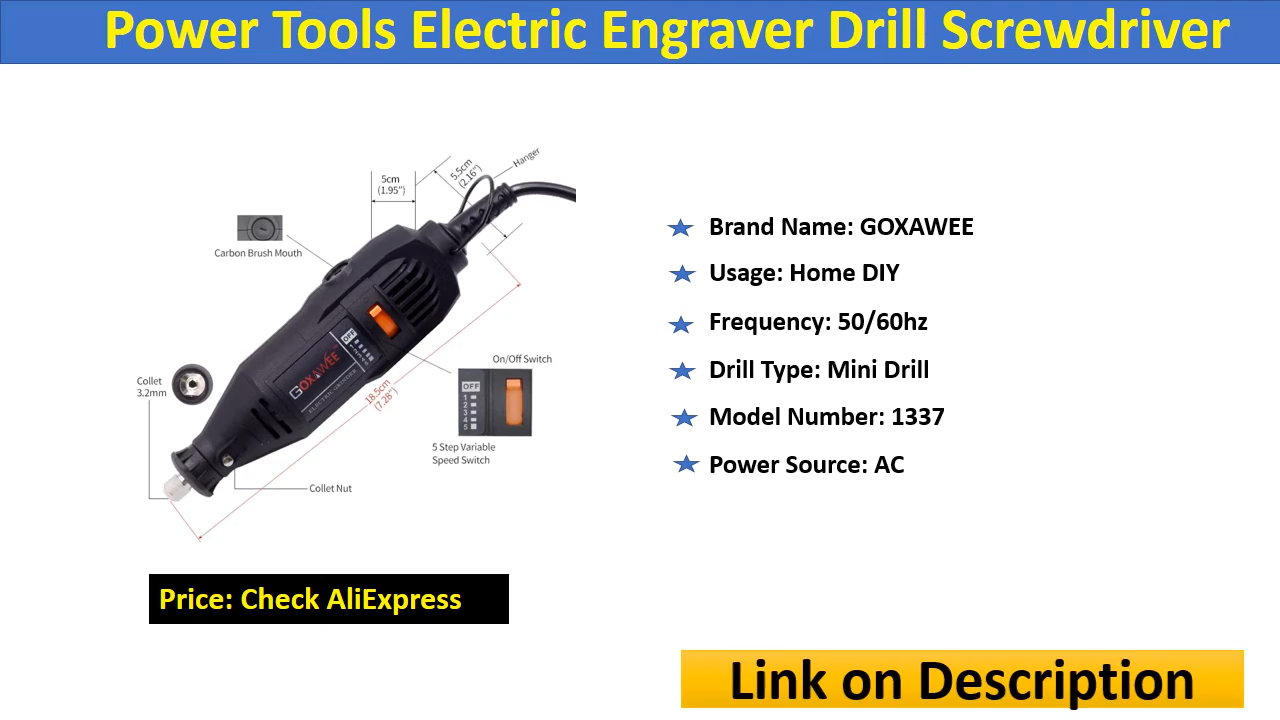 Power Tools Electric Engraver Drill Screwdriver
5cm
(1.95")
5.5cm
(2.16")
Hanger
Carbon Brush Mouth
OFF
GOXAWEE
ELECTRIC GRINDER
18.5cm
(7.28")
Collet
3.2mm
On/Off Switch
OFF
1
2
3
4
5
5 Step Variable
Speed Switch
Collet Nut
Brand Name: GOXAWEE
Usage: Home DIY
Frequency: 50/60hz
Drill Type: Mini Drill
Model Number: 1337
Power Source: AC
Price: Check AliExpress
Link on Description